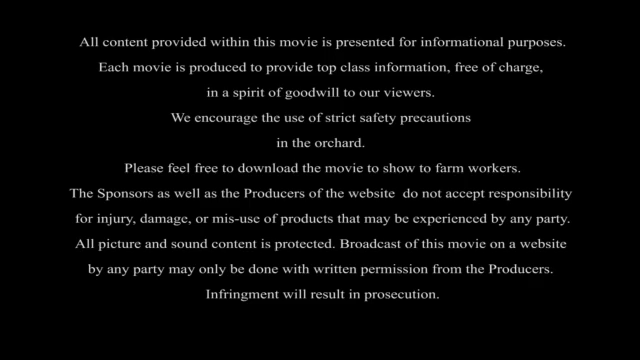 All content provided within this movie is presented for informational purposes.
Each movie is produced to provide top class information, free of charge,
in a spirit of goodwill to our viewers.
We encourage the use of strict safety precautions
in the orchard.
Please feel free to download the movie to show to farm workers.
The Sponsors as well as the Producers of the website do not accept responsibility
for injury, damage, or mis-use of products that may be experienced by any party.
All picture and sound content is protected. Broadcast of this movie on a website
by any party may only be done with written permission from the Producers.
Infringment will result in prosecution.